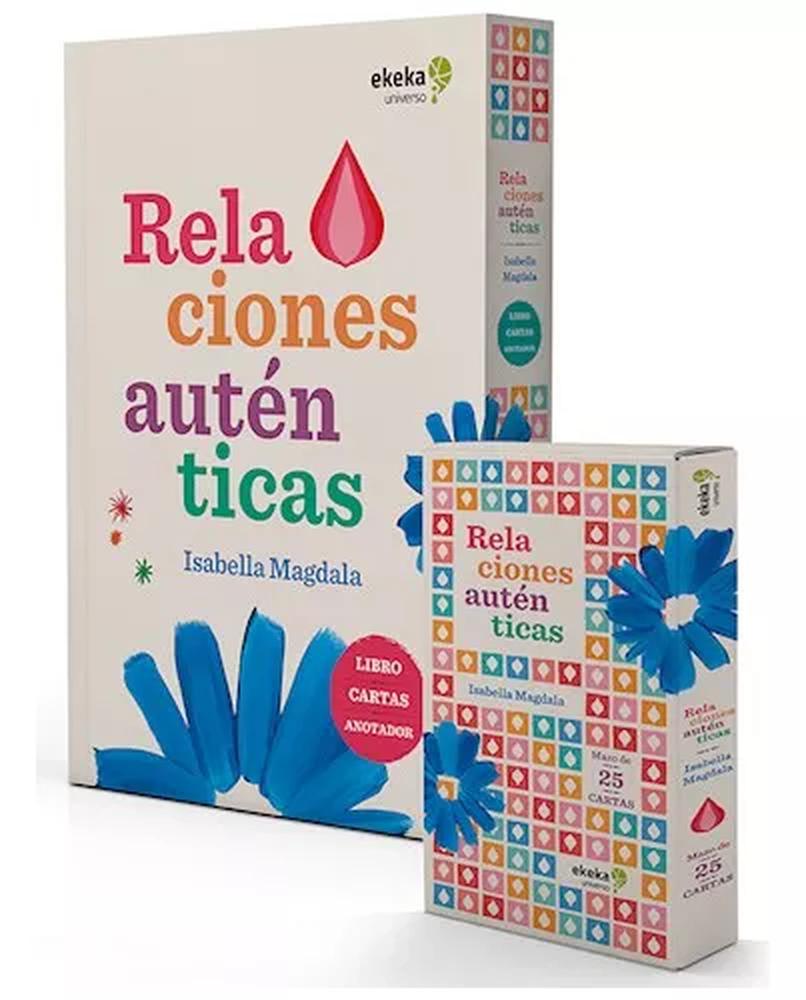 ekeka
universo
Rela
ciones
autén
ticas
Isabella Magdala
LIBRO
CARTAS
ANOTADOR
Rela
ciones
autén
ticas
Isabella
Magdala
LIBRO
CARTAS
ANOTADOR
Rela
ciones
autén
ticas
Isabella Magdala
Mazo de
25
CARTAS
ekeka
universo
ekeka
universo
Rela
ciones
autén
ticas
Isabella
Magdala
Mazo de
25
CARTAS